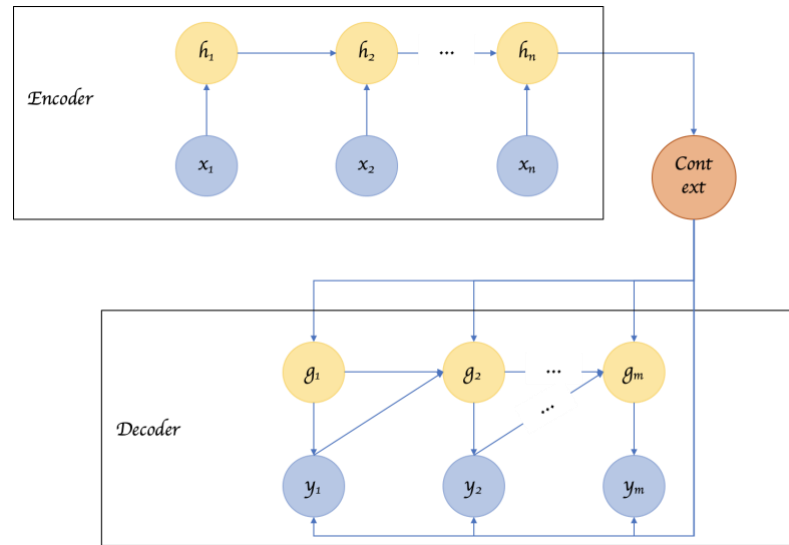 h₁
h₂
...
hₙ
Encoder
x₁
x₂
xₙ
Cont
ext
g₁
g₂
...
gₘ
...
Decoder
y₁
y₂
yₘ